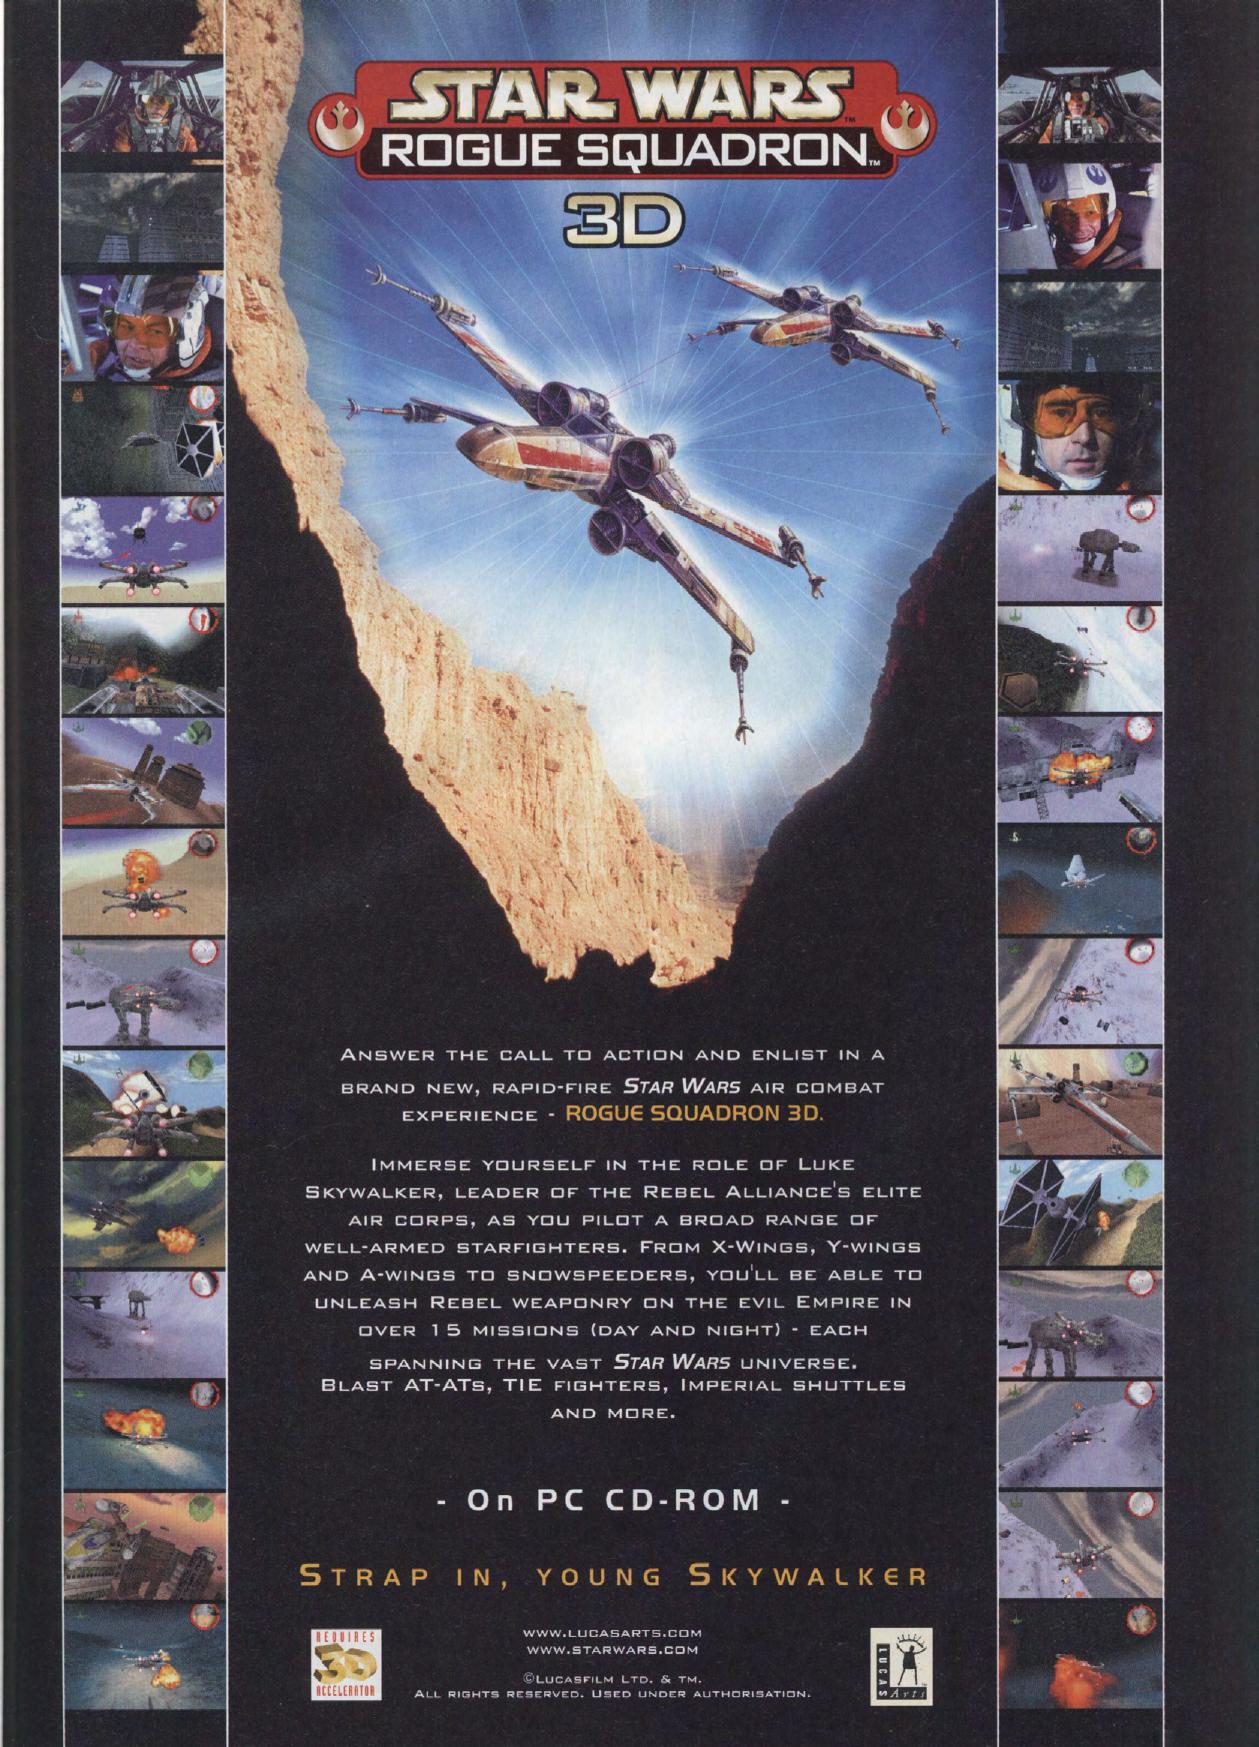 STAR WARS™
ROGUE SQUADRON™
3D
ANSWER THE CALL TO ACTION AND ENLIST IN A
BRAND NEW, RAPID-FIRE STAR WARS AIR COMBAT
EXPERIENCE - ROGUE SQUADRON 3D.
IMMERSE YOURSELF IN THE ROLE OF LUKE
SKYWALKER, LEADER OF THE REBEL ALLIANCE'S ELITE
AIR CORPS, AS YOU PILOT A BROAD RANGE OF
WELL-ARMED STARFIGHTERS. FROM X-WINGS, Y-WINGS
AND A-WINGS TO SNOWSPEEDERS, YOU'LL BE ABLE TO
UNLEASH REBEL WEAPONRY ON THE EVIL EMPIRE IN
OVER 15 MISSIONS (DAY AND NIGHT) - EACH
SPANNING THE VAST STAR WARS UNIVERSE.
BLAST AT-ATS, TIE FIGHTERS, IMPERIAL SHUTTLES
AND MORE.
- On PC CD-ROM -
STRAP IN, YOUNG SKYWALKER
REQUIRES
3D
ACCELERATOR
WWW.LUCASARTS.COM
WWW.STARWARS.COM
©LUCASFILM LTD. & TM.
ALL RIGHTS RESERVED. USED UNDER AUTHORISATION.
LUCAS
Arts